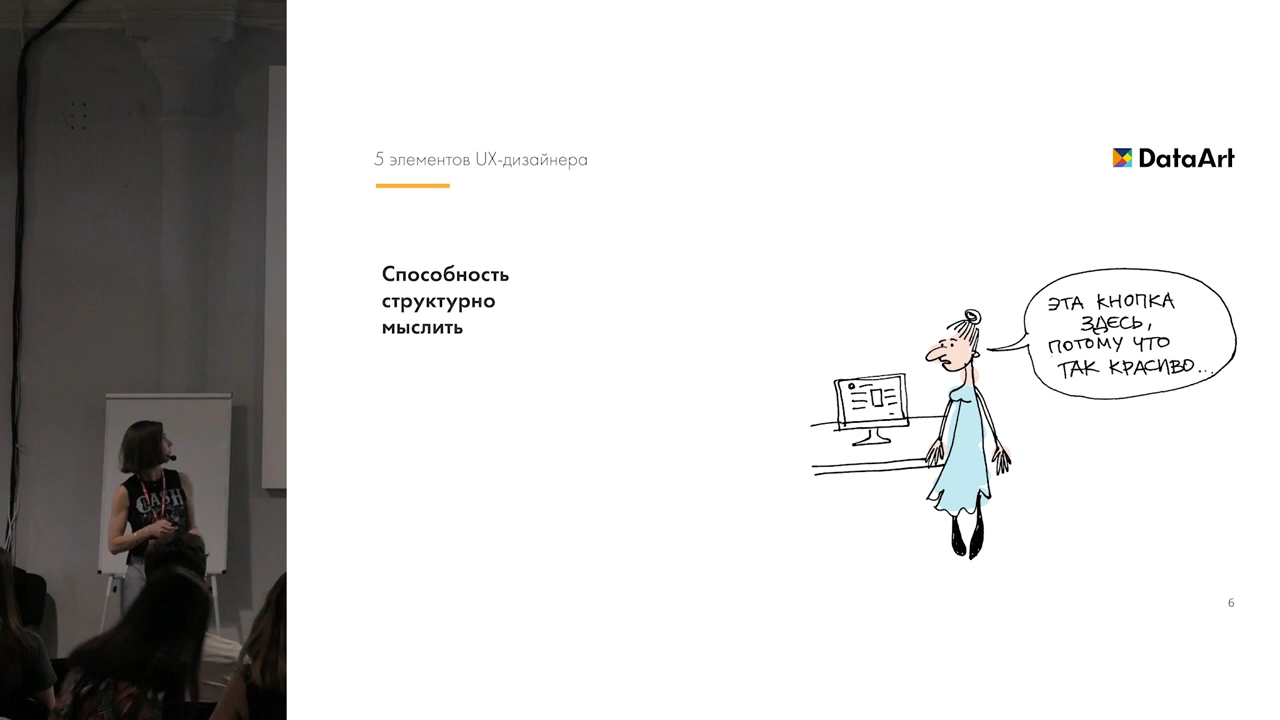 5 элементов UX-дизайнера
DataArt
Способность
структурно
мыслить
ЭТА КНОПКА
ЗДЕСЬ,
ПОТОМУ ЧТО
ТАК КРАСИВО...
6